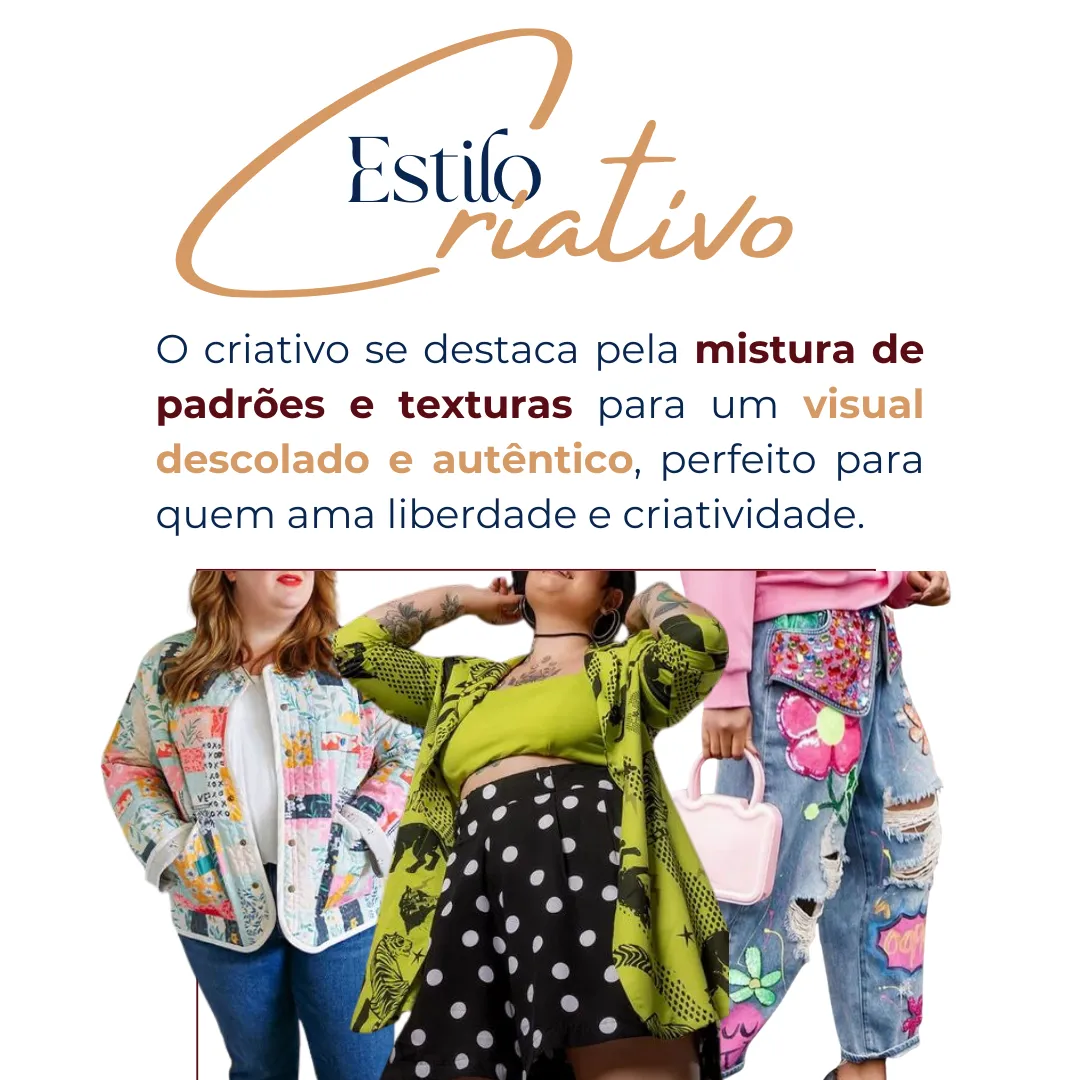 Estilo
Criativo
O criativo se destaca pela mistura de
padrões e texturas para um visual
descolado e autêntico, perfeito para
quem ama liberdade e criatividade.